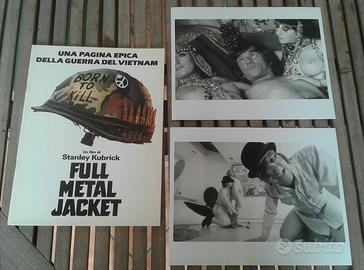 UNA PAGINA EPICA
DELLA GUERRA DEL VIETNAM
BORN
TO
KILL
Un film di
Stanley Kubrick
FULL
METAL
JACKET
Subito